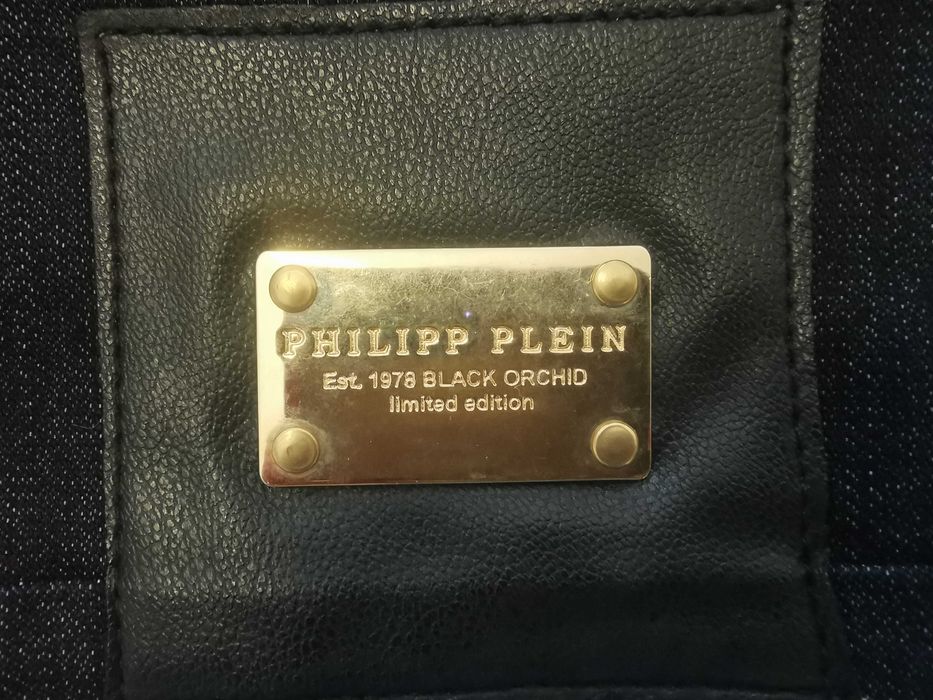 PHILIPP PLEIN
Est. 1978 BLACK ORCHID
limited edition